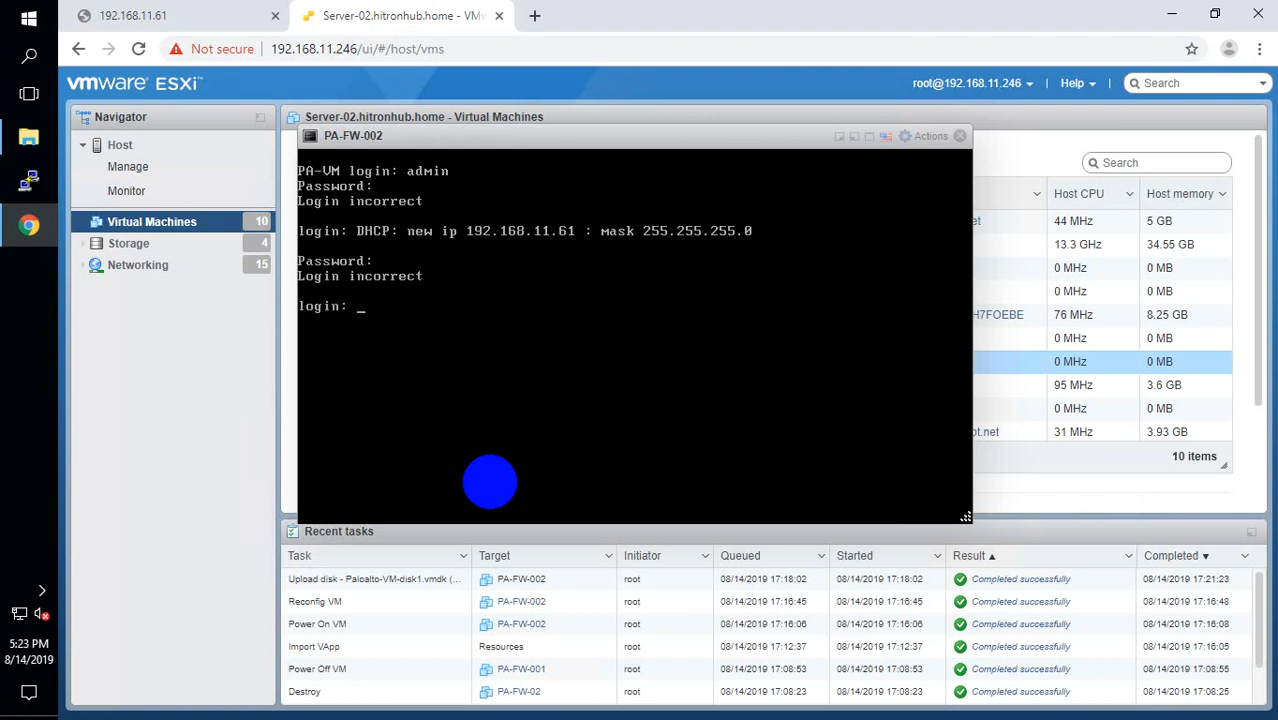 192.168.11.61
Server-02.hitronhub.home - VMw
Not secure
192.168.11.246/ui/#/host/vms
vmware ESXi™
root@192.168.11.246
Help
Search
Navigator
Host
Manage
Monitor
Virtual Machines
10
Storage
4
Networking
15
Server-02.hitronhub.home - Virtual Machines
PA-FW-002
Actions
PA-VM login: admin
Password:
Login incorrect
login: DHCP: new ip 192.168.11.61 : mask 255.255.255.0
Password:
Login incorrect
login: _
Search
Host CPU
Host memory
et
44 MHz
5 GB
13.3 GHz
34.55 GB
0 MHz
0 MB
0 MHz
0 MB
H7FOEBE
76 MHz
8.25 GB
0 MHz
0 MB
0 MHz
0 MB
95 MHz
3.6 GB
0 MHz
0 MB
ot.net
31 MHz
3.93 GB
10 items
Recent tasks
Task
Target
Initiator
Queued
Started
Result
Completed
Upload disk - Paloalto-VM-disk1.vmdk (...
PA-FW-002
root
08/14/2019 17:18:02
08/14/2019 17:18:02
Completed successfully
08/14/2019 17:21:23
Reconfig VM
PA-FW-002
root
08/14/2019 17:16:45
08/14/2019 17:16:45
Completed successfully
08/14/2019 17:16:48
Power On VM
PA-FW-002
root
08/14/2019 17:16:06
08/14/2019 17:16:06
Completed successfully
08/14/2019 17:16:08
Import VApp
Resources
root
08/14/2019 17:12:37
08/14/2019 17:12:37
Completed successfully
08/14/2019 17:16:05
Power Off VM
PA-FW-001
root
08/14/2019 17:08:53
08/14/2019 17:08:53
Completed successfully
08/14/2019 17:08:55
Destroy
PA-FW-02
root
08/14/2019 17:08:23
08/14/2019 17:08:23
Completed successfully
08/14/2019 17:08:25
5:23 PM
8/14/2019